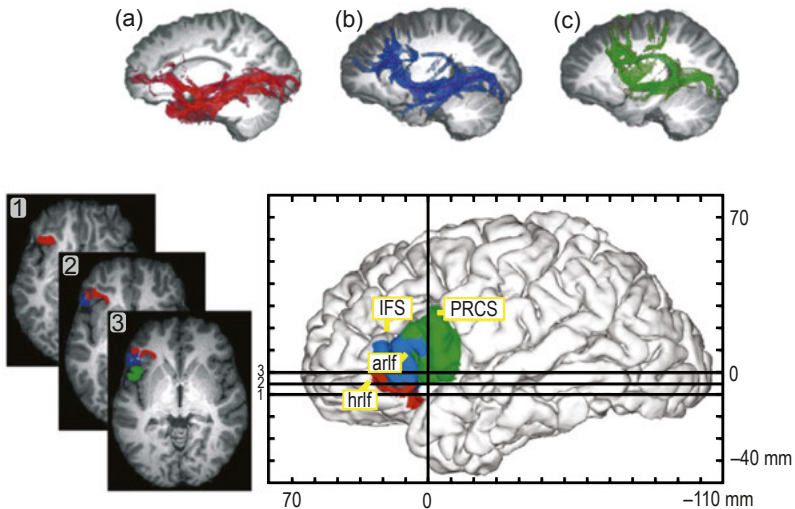 (a) (b) (c)
1
2
3
70
IFS PRCS
arlf
hrlf
3
2
1
0
–40 mm
70 0 –110 mm